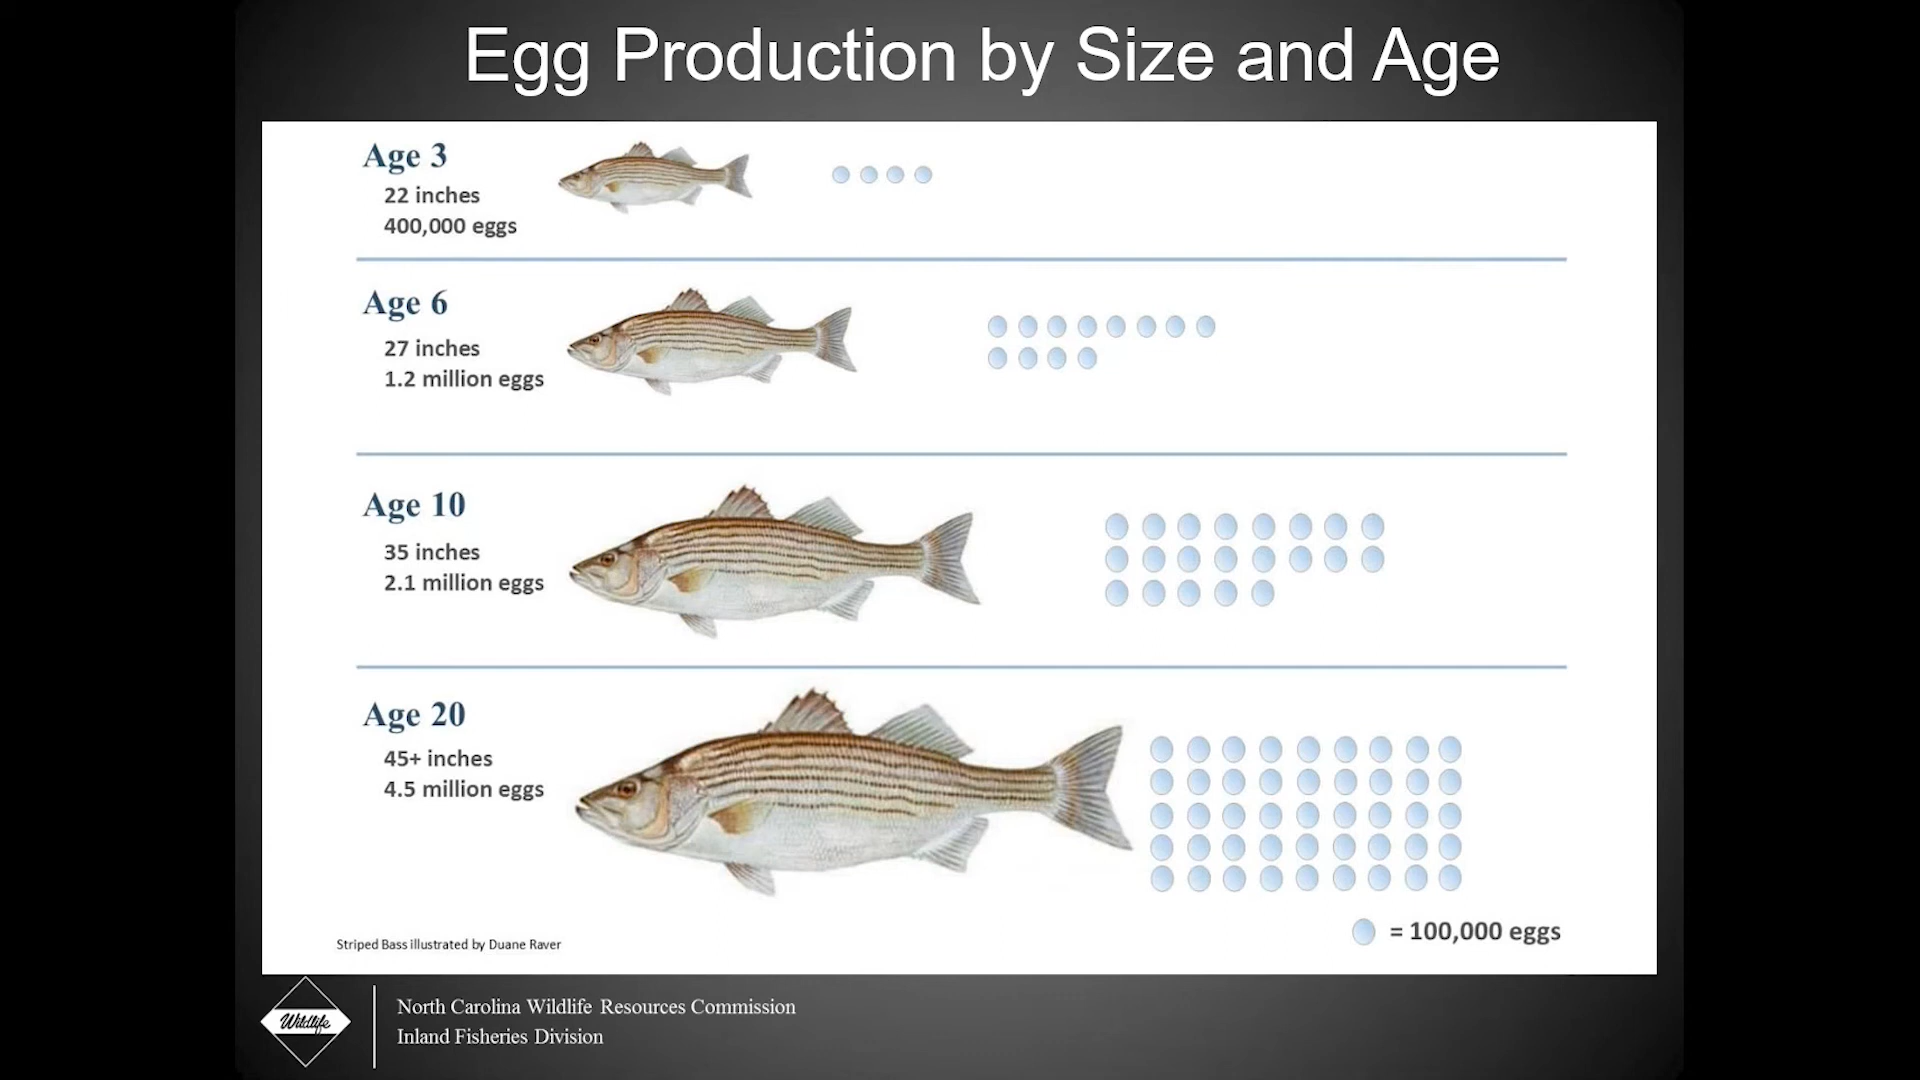 Egg Production by Size and Age
Age 3
22 inches
400,000 eggs
Age 6
27 inches
1.2 million eggs
Age 10
35 inches
2.1 million eggs
Age 20
45+ inches
4.5 million eggs
= 100,000 eggs
Striped Bass illustrated by Duane Raver
Wildlife
North Carolina Wildlife Resources Commission
Inland Fisheries Division